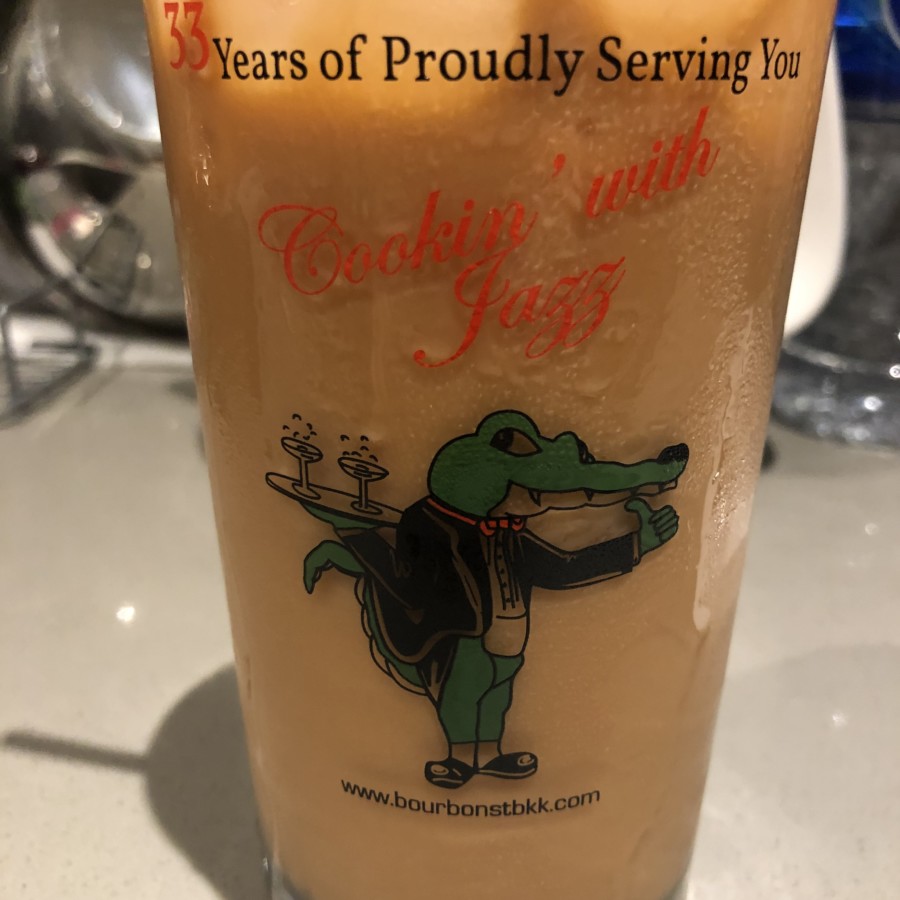 33 Years of Proudly Serving You
Cookin' with
Jazz
www.bourbonstbkk.com